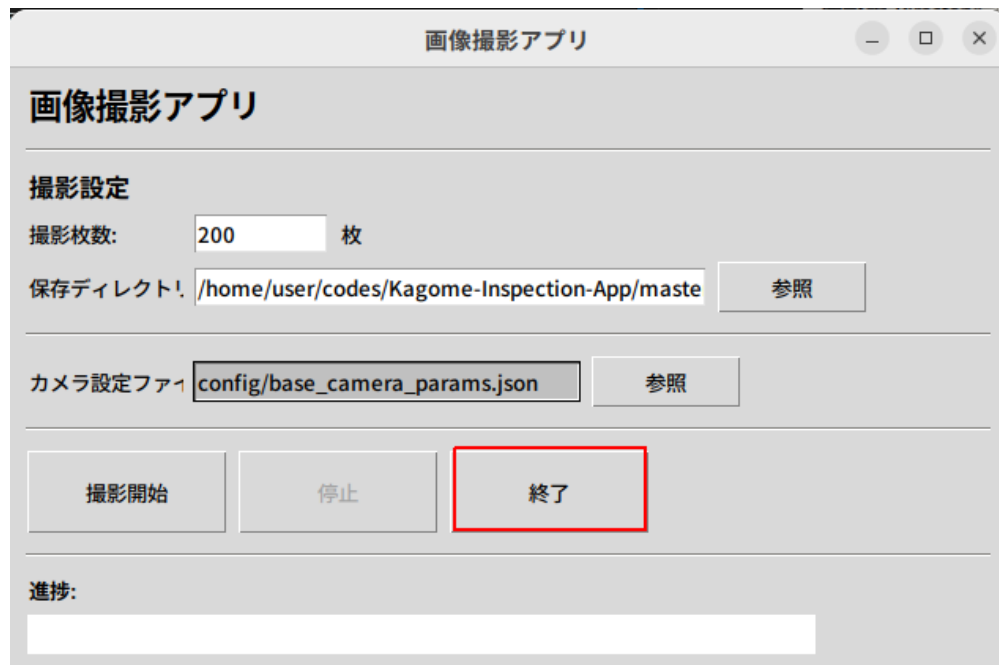 画像撮影アプリ
画像撮影アプリ
撮影設定
撮影枚数: 200 枚
保存ディレクトリ /home/user/codes/Kagome-Inspection-App/maste 参照
カメラ設定ファイ config/base_camera_params.json 参照
撮影開始 停止 終了
進捗: